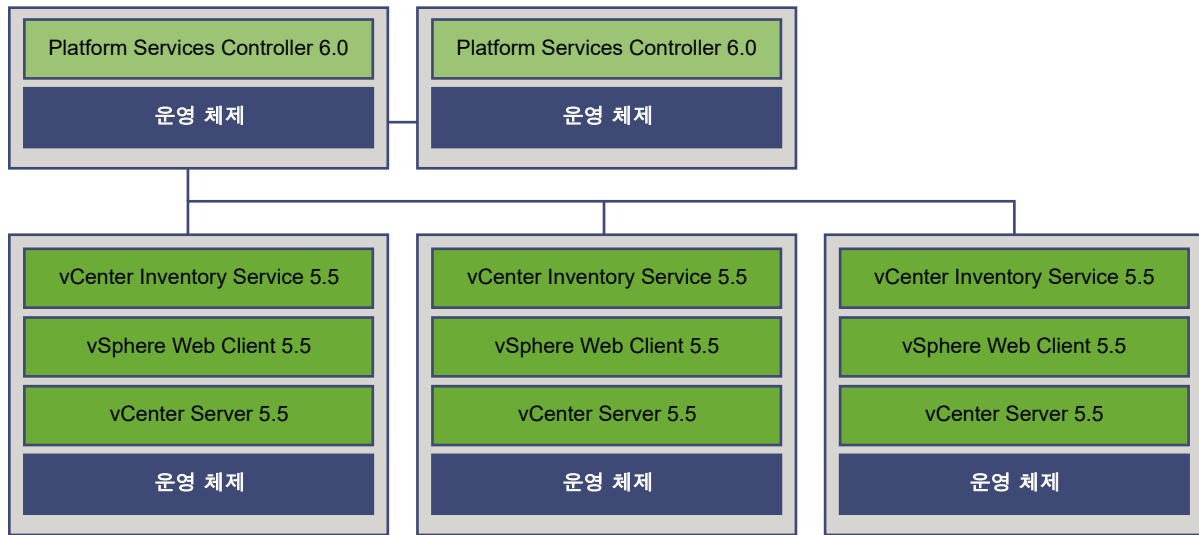 Platform Services Controller 6.0
운영 체제
Platform Services Controller 6.0
운영 체제
vCenter Inventory Service 5.5
vSphere Web Client 5.5
vCenter Server 5.5
운영 체제
vCenter Inventory Service 5.5
vSphere Web Client 5.5
vCenter Server 5.5
운영 체제
vCenter Inventory Service 5.5
vSphere Web Client 5.5
vCenter Server 5.5
운영 체제